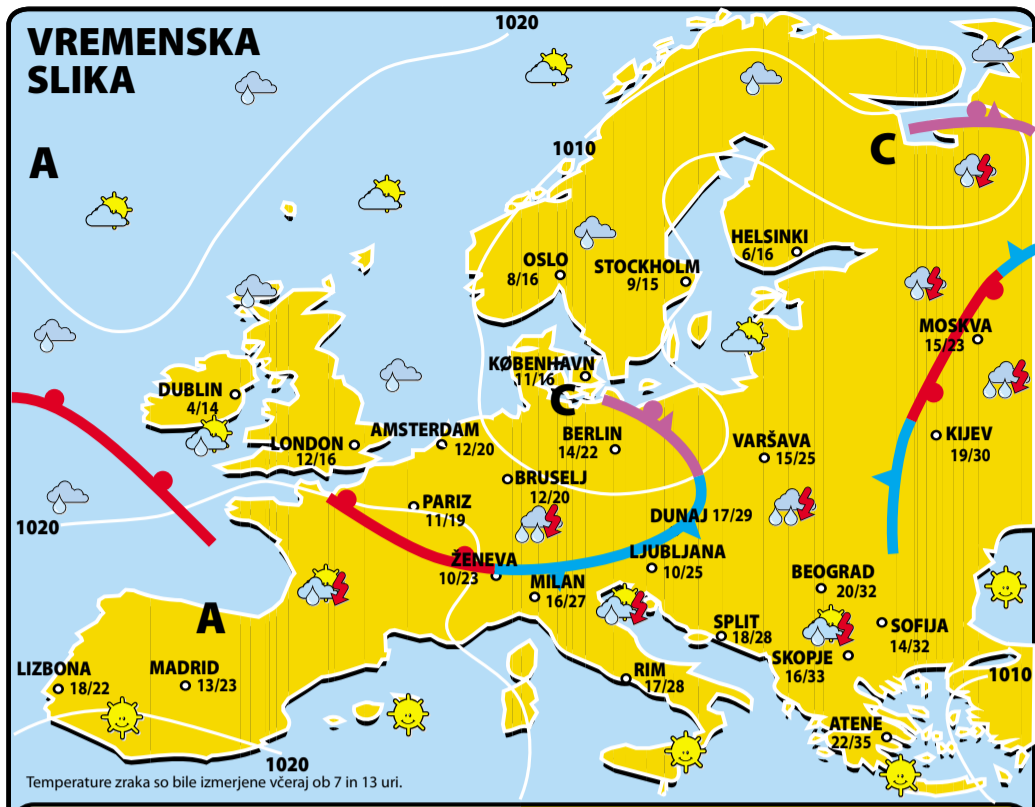 VREMENSKA
SLIKA
1020
A
1010
C
HELSINKI
6/16
OSLO
8/16
STOCKHOLM
9/15
MOSKVA
15/23
KØBENHAVN
11/16
C
DUBLIN
4/14
LONDON
12/16
AMSTERDAM
12/20
BERLIN
14/22
VARŠAVA
15/25
KIJEV
19/30
BRUSELJ
12/20
PARIZ
11/19
1020
DUNAJ 17/29
ŽENEVA
10/23
MILAN
16/27
LJUBLJANA
10/25
BEOGRAD
20/32
A
SPLIT
18/28
SOFIJA
14/32
SKOPJE
16/33
LIZBONA
18/22
MADRID
13/23
RIM
17/28
1010
ATENE
22/35
1020
Temperature zraka so bile izmerjene včeraj ob 7 in 13 uri.